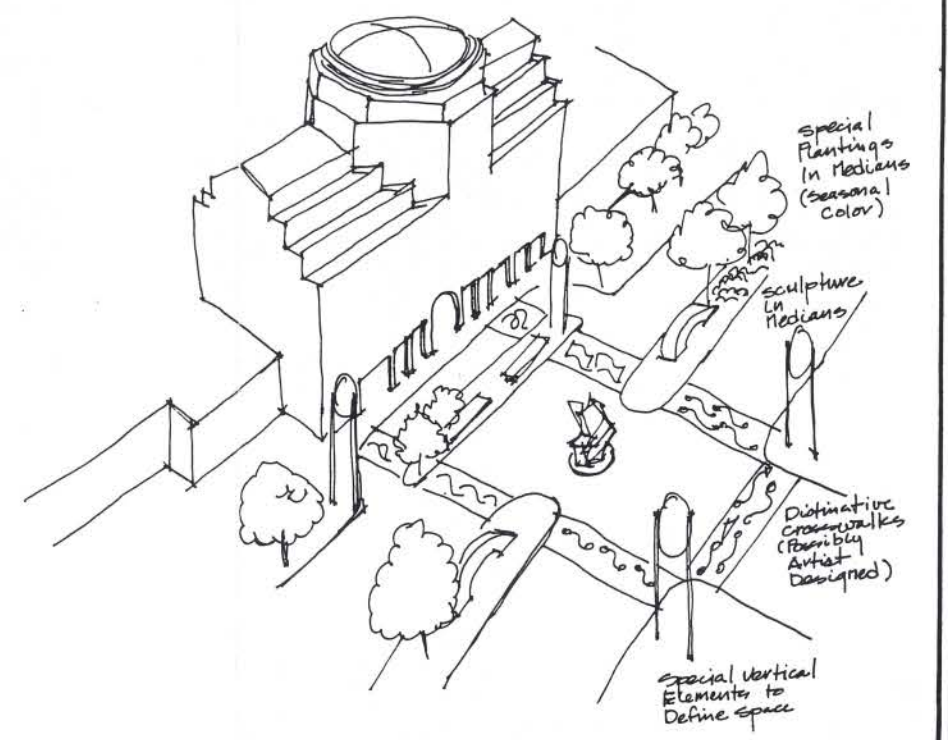 Special
Plantings
In Medians
(Seasonal
Color)
Sculpture
in
Medians
Distinative
Crosswalks
(Possibly
Artist
Designed)
Special Vertical
Elements to
Define Space